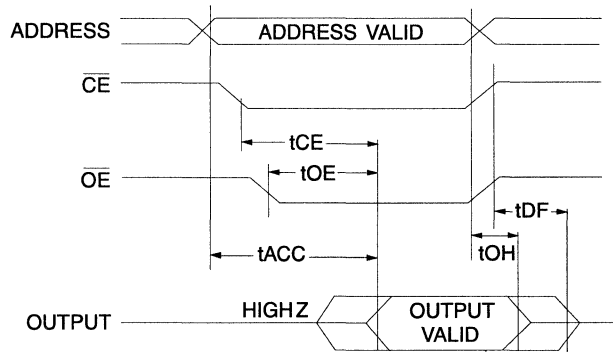 ADDRESS
ADDRESS VALID
CE
tCE
tOE
OE
tDF
tACC
tOH
HIGH Z
OUTPUT
OUTPUT
VALID